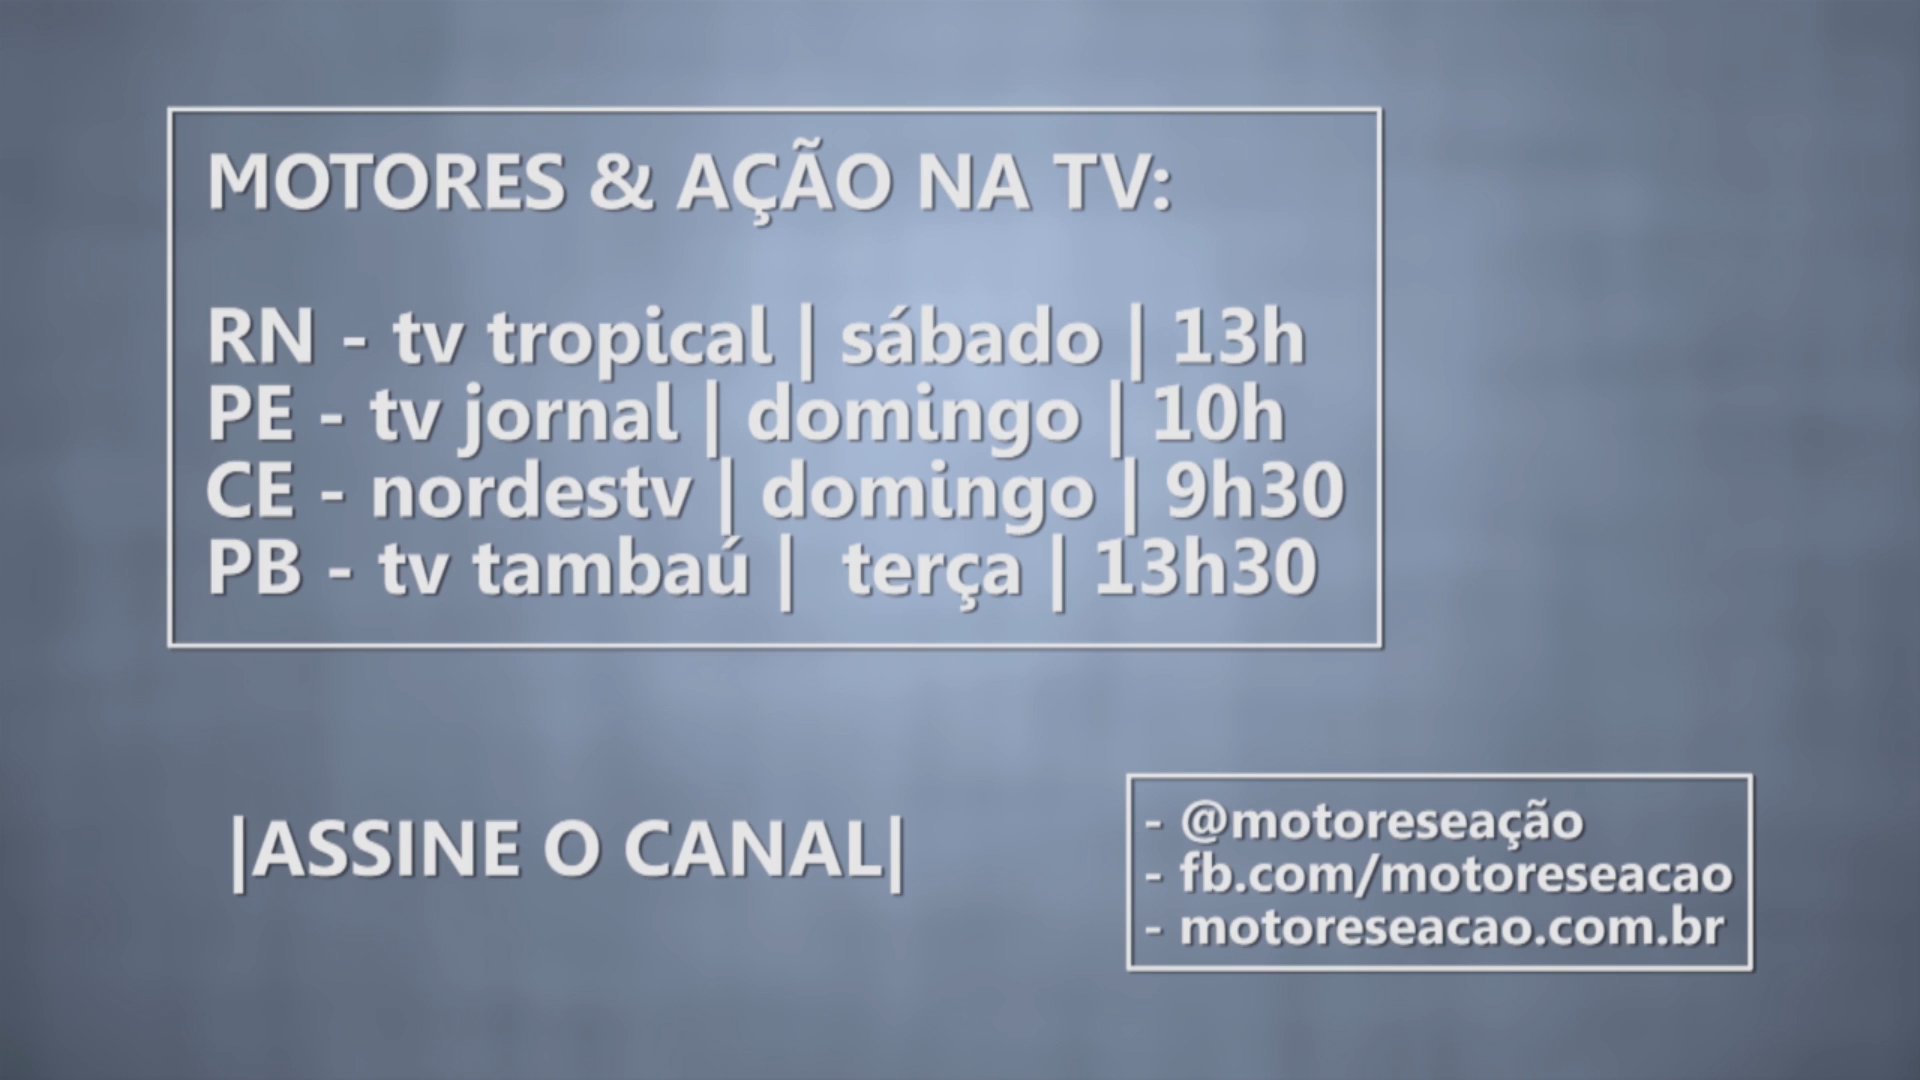 MOTORES & AÇÃO NA TV:
RN - tv tropical | sábado | 13h
PE - tv jornal | domingo | 10h
CE - nordestv | domingo | 9h30
PB - tv tambaú |  terça | 13h30
|ASSINE O CANAL|
- @motoreseação
- fb.com/motoreseacao
- motoreseacao.com.br